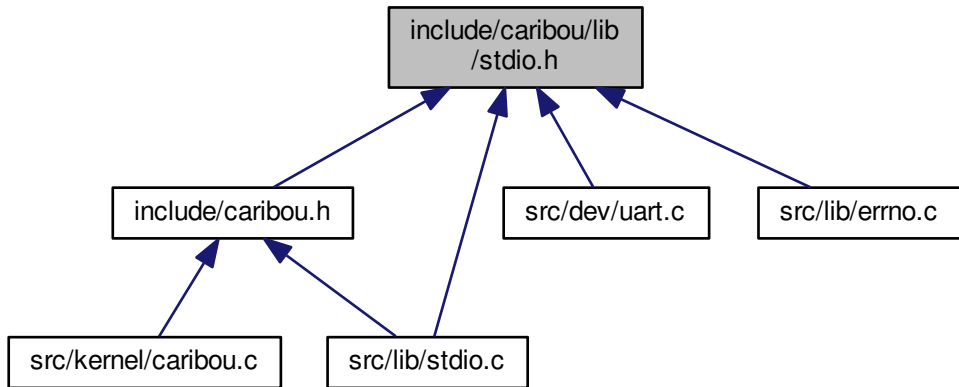 include/caribou/lib
/stdio.h
include/caribou.h
src/dev/uart.c
src/lib/errno.c
src/kernel/caribou.c
src/lib/stdio.c